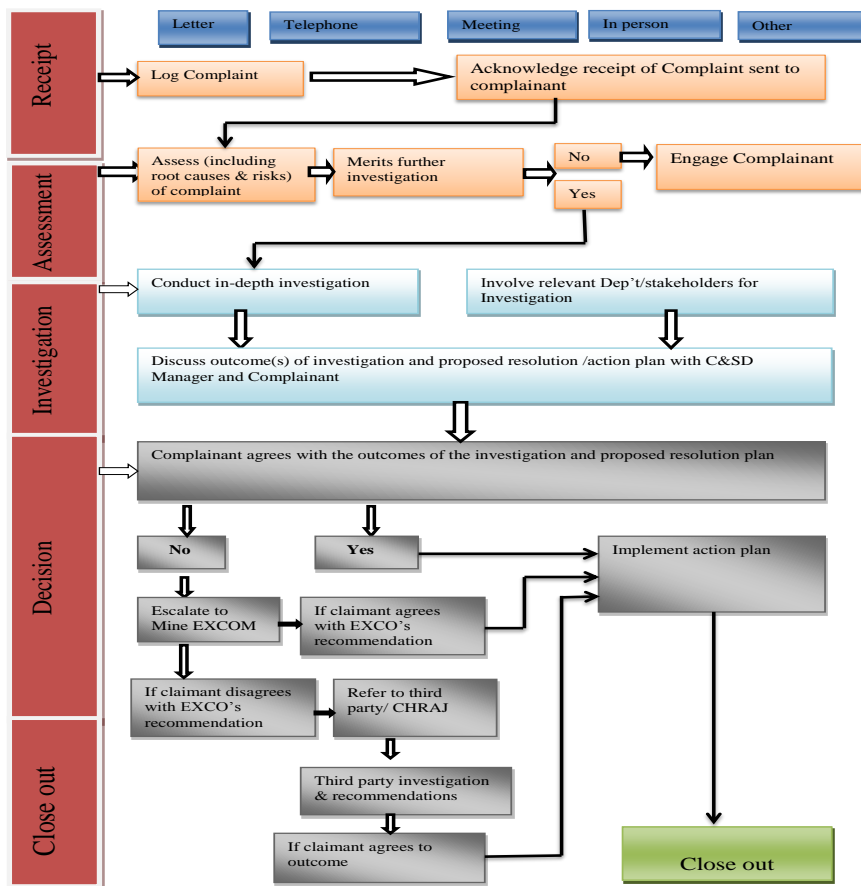 Letter
Telephone
Meeting
In person
Other
Receipt
Log Complaint
Acknowledge receipt of Complaint sent to
complainant
Assessment
Assess (including
root causes & risks)
of complaint
Merits further
investigation
No
Yes
Engage Complainant
Investigation
Conduct in-depth investigation
Involve relevant Dep't/stakeholders for
Investigation
Discuss outcome(s) of investigation and proposed resolution /action plan with C&SD
Manager and Complainant
Decision
Complainant agrees with the outcomes of the investigation and proposed resolution plan
No
Yes
Implement action plan
Escalate to
Mine EXCOM
If claimant agrees
with EXCO's
recommendation
If claimant disagrees
with EXCO's
recommendation
Refer to third
party/ CHRAJ
Close out
Third party investigation
& recommendations
If claimant agrees to
outcome
Close out